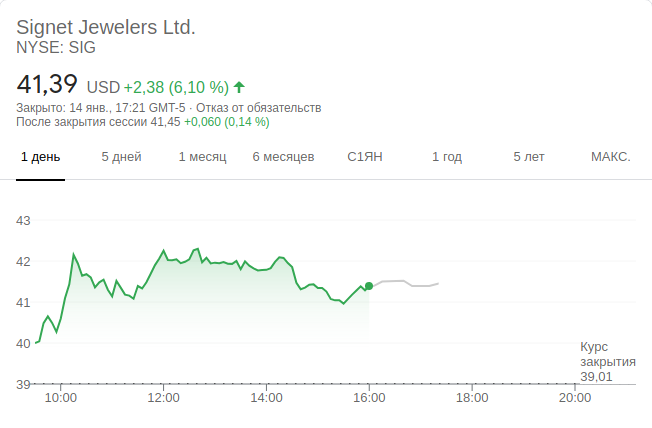 Signet Jewelers Ltd.
NYSE: SIG
41,39 USD +2,38 (6,10 %)
Закрыто: 14 янв., 17:21 GMT-5 · Отказ от обязательств
После закрытия сессии 41,45 +0,060 (0,14 %)
1 день 5 дней 1 месяц 6 месяцев С1ЯН 1 год 5 лет МАКС.
43
42
41
40
Курс
закрытия
39,01
39
10:00 12:00 14:00 16:00 18:00 20:00